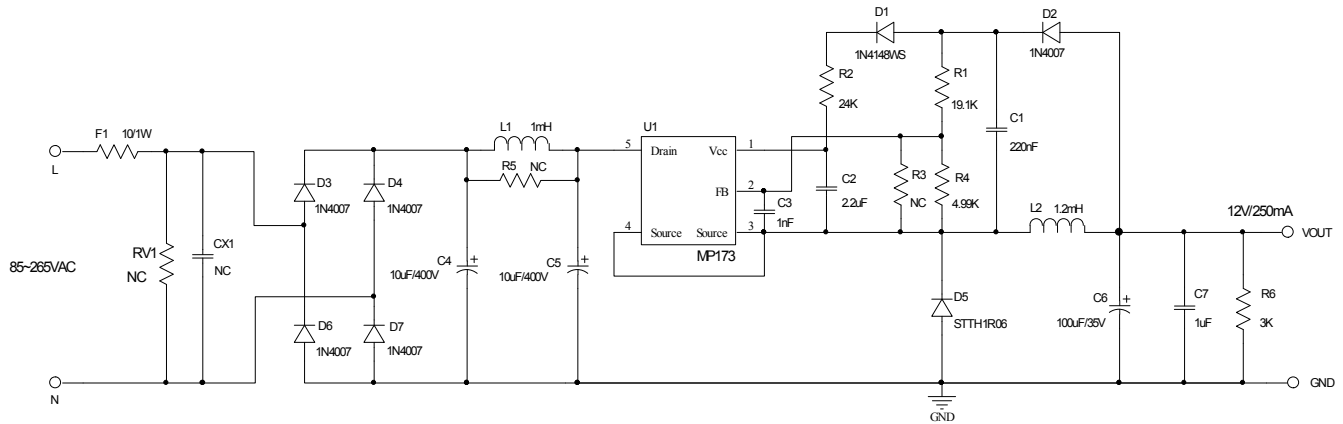 D1
1N4148WS
D2
1N4007
R2
24K
R1
19.1K
C1
220nF
F1 10/1W
L
L1 1mH
R5 NC
U1
5 Drain Vcc 1
FB 2
4 Source Source 3
MP173
C2
2.2uF
C3
1nF
R3
NC
R4
4.99K
D3
1N4007
D4
1N4007
L2 1.2mH
12V/250mA
VOUT
RV1
NC
CX1
NC
85~265VAC
C4
10uF/400V
C5
10uF/400V
D6
1N4007
D7
1N4007
D5
STTH1R06
C6
100uF/35V
C7
1uF
R6
3K
N
GND
GND